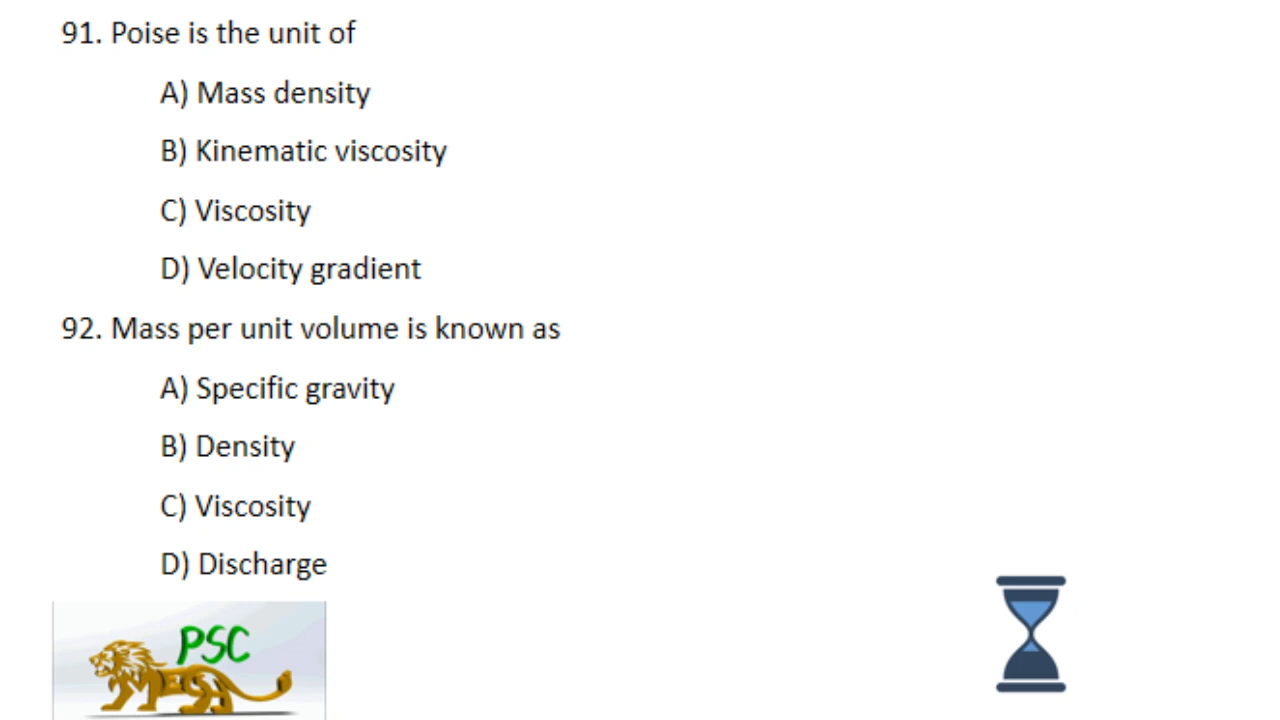 91. Poise is the unit of
A) Mass density
B) Kinematic viscosity
C) Viscosity
D) Velocity gradient
92. Mass per unit volume is known as
A) Specific gravity
B) Density
C) Viscosity
D) Discharge
PSC